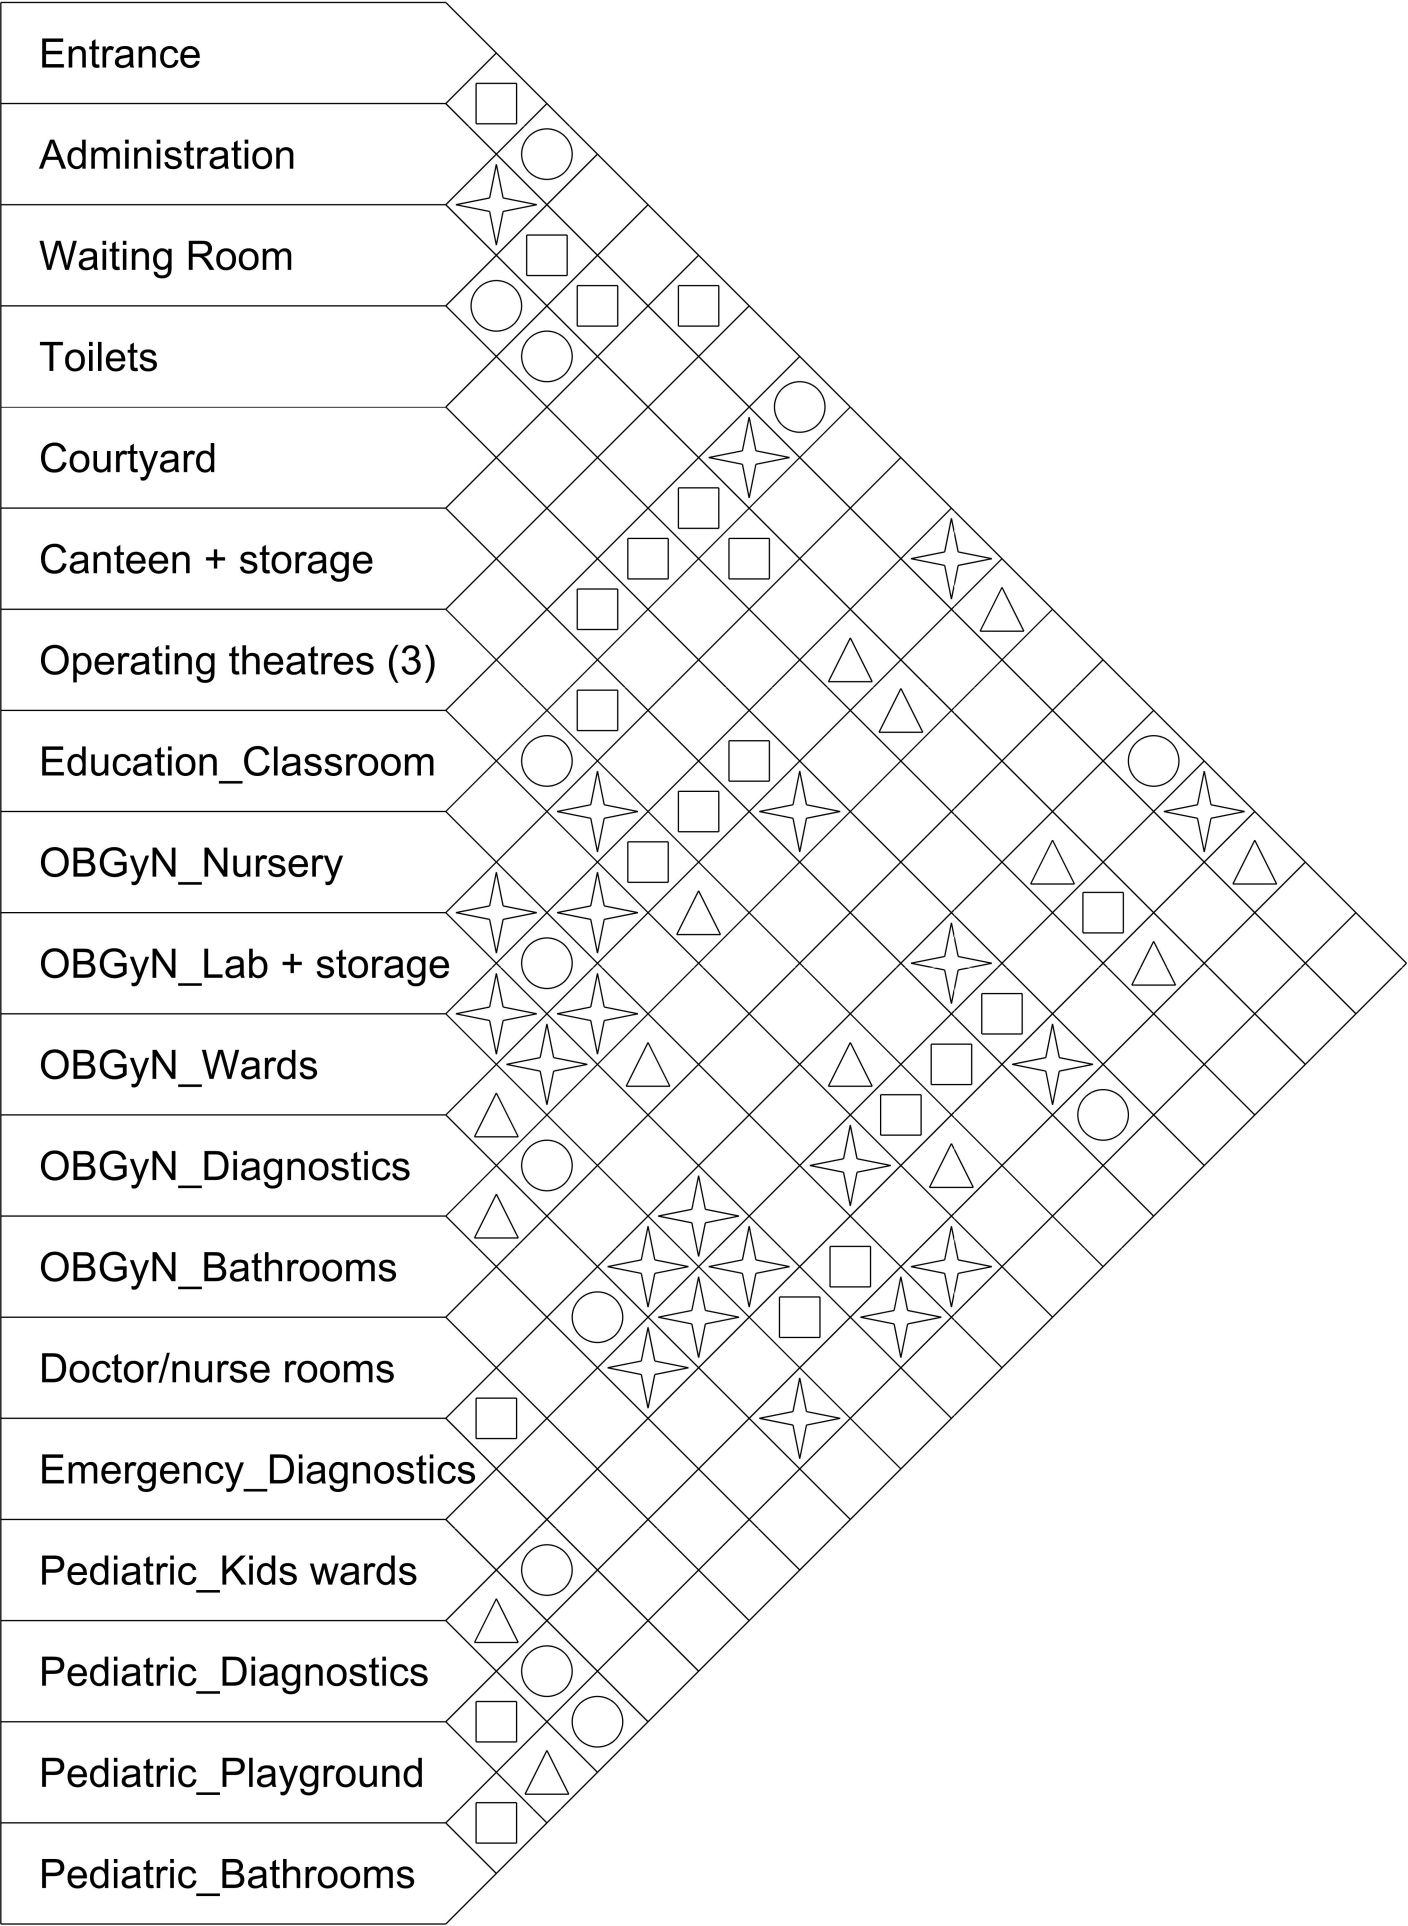 Entrance
Administration
Waiting Room
Toilets
Courtyard
Canteen + storage
Operating theatres (3)
Education_Classroom
OBGyN_Nursery
OBGyN_Lab + storage
OBGyN_Wards
OBGyN_Diagnostics
OBGyN_Bathrooms
Doctor/nurse rooms
Emergency_Diagnostics
Pediatric_Kids wards
Pediatric_Diagnostics
Pediatric_Playground
Pediatric_Bathrooms